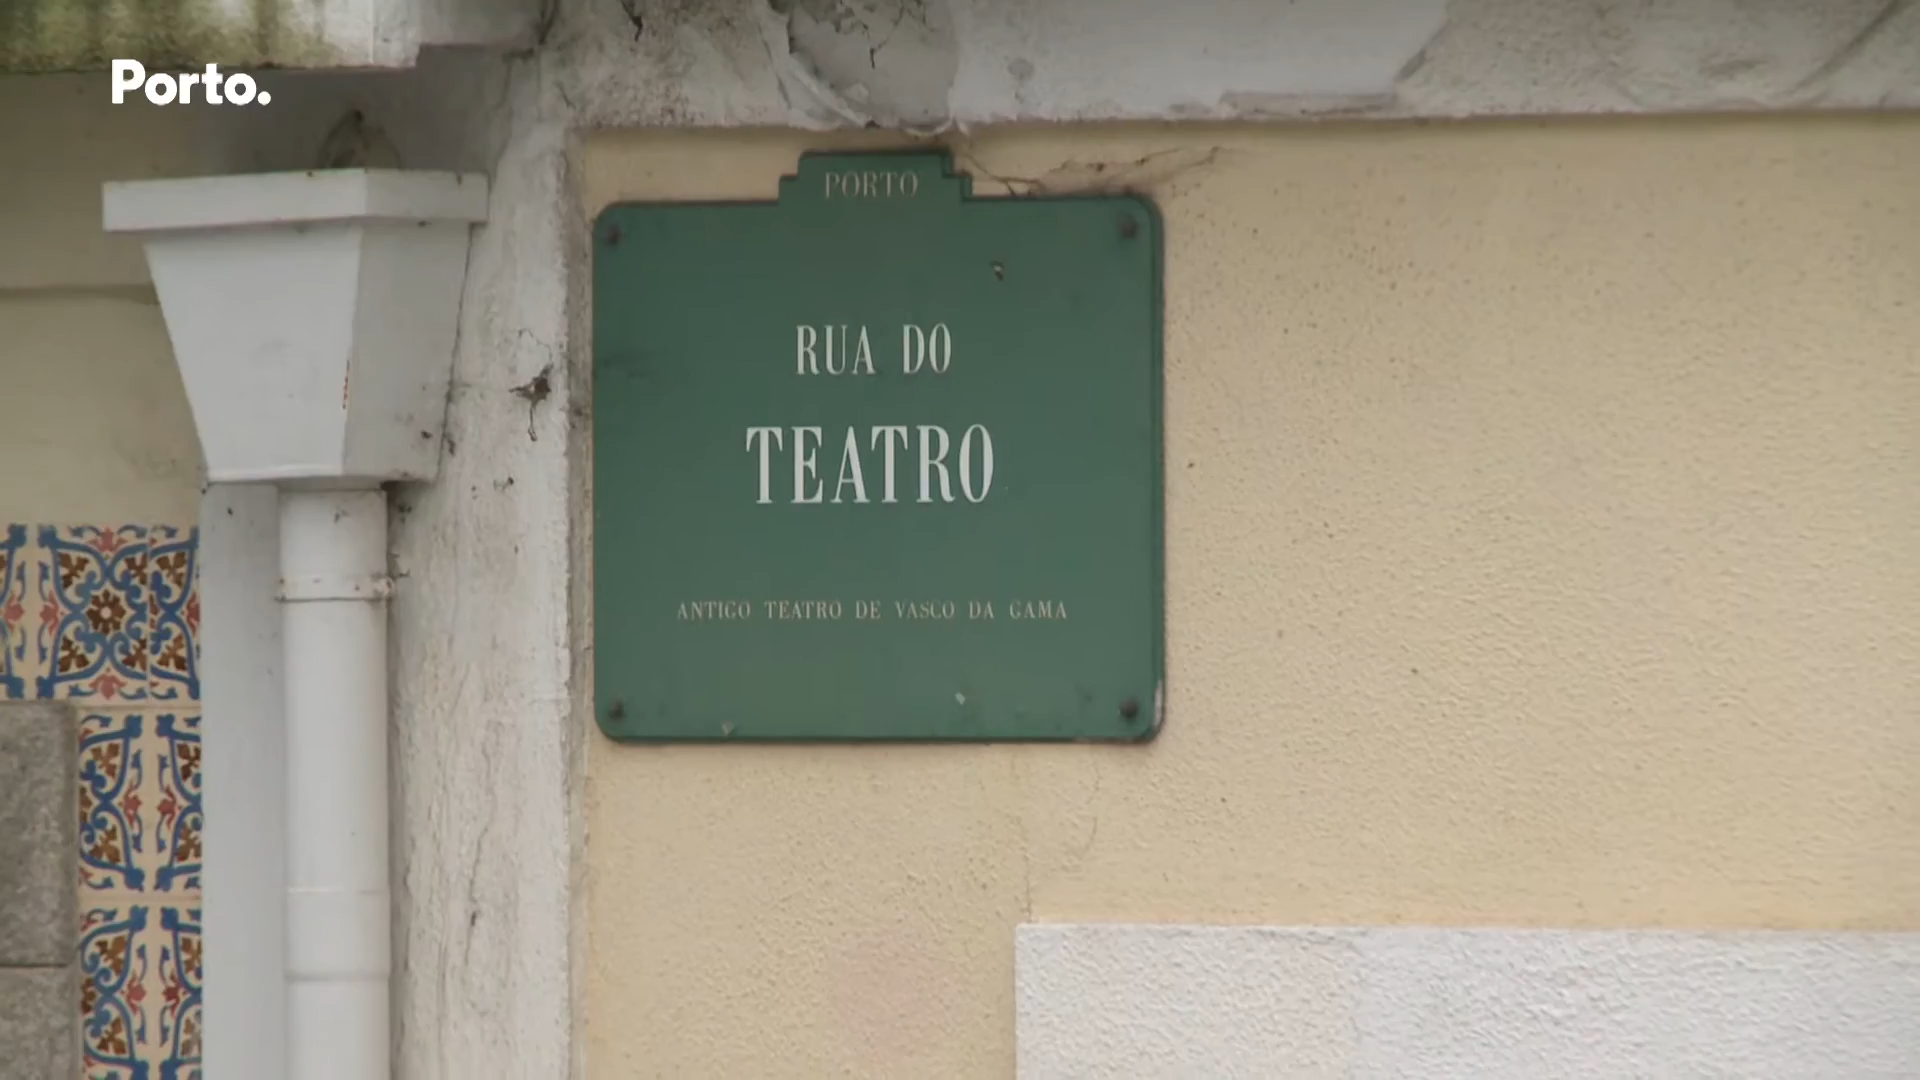 Porto.
PORTO
RUA DO
TEATRO
ANTIGO TEATRO DE VASCO DA GAMA